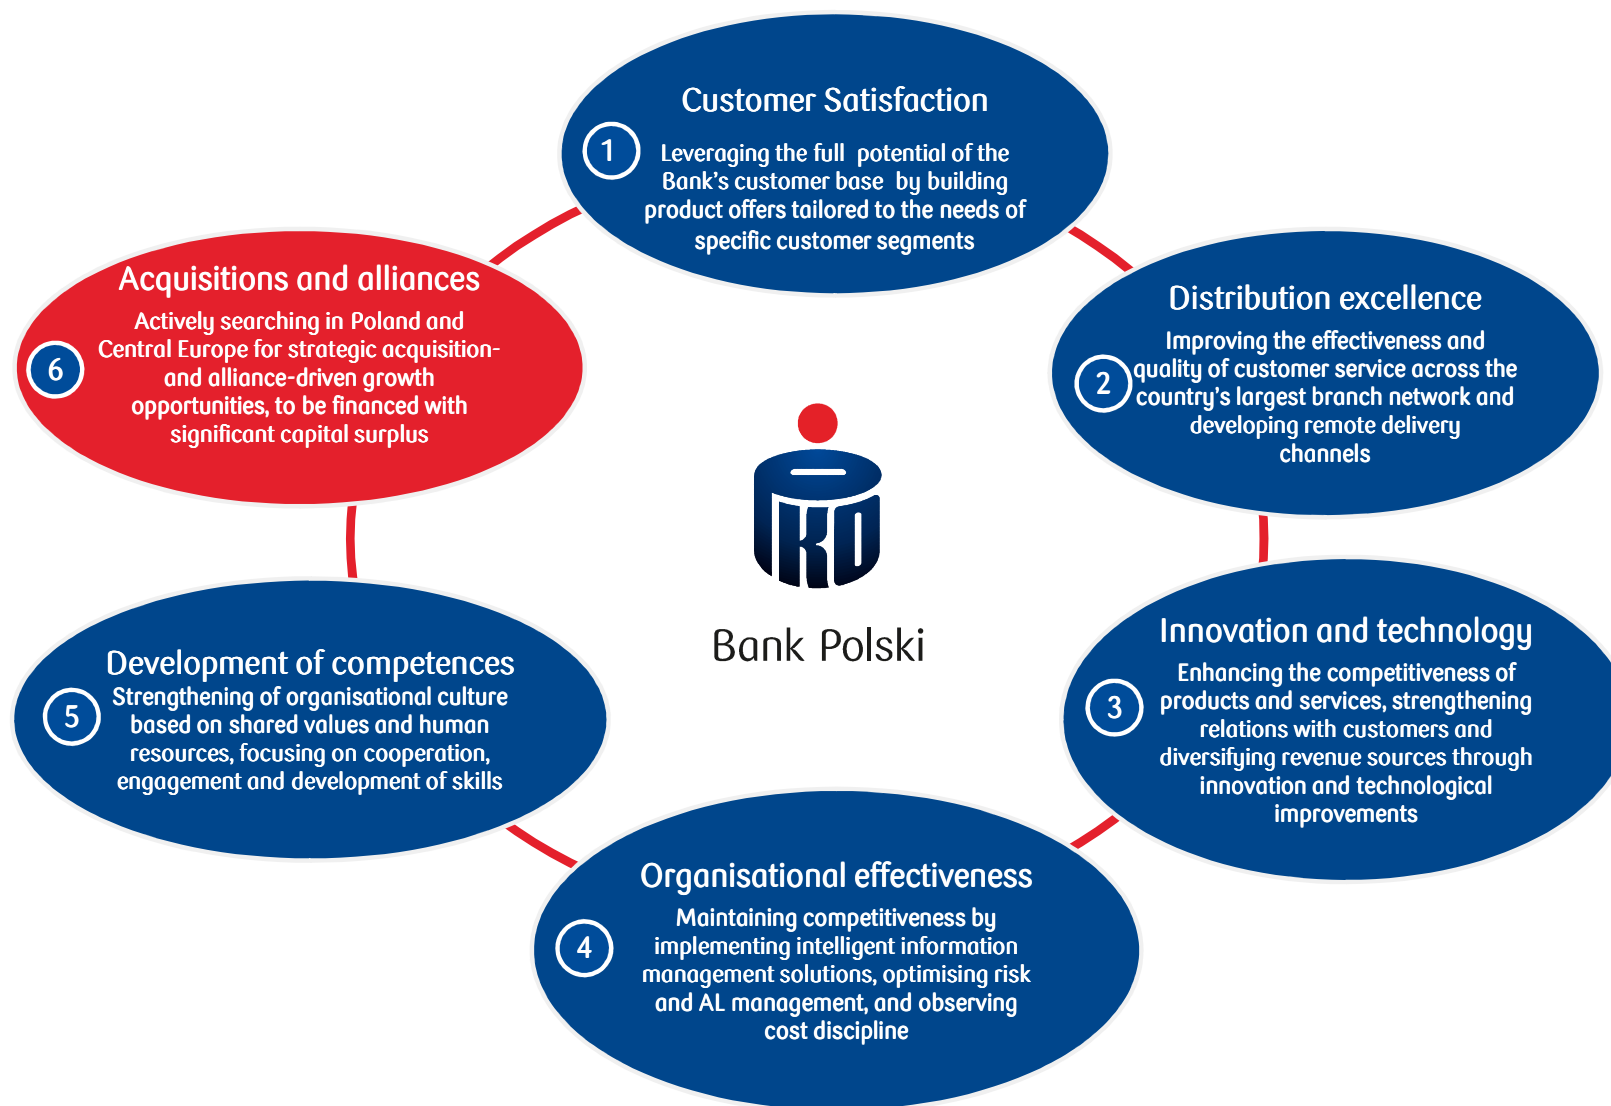 Customer Satisfaction
1
Leveraging the full potential of the
Bank's customer base by building
product offers tailored to the needs of
specific customer segments
Distribution excellence
2
Improving the effectiveness and
quality of customer service across the
country's largest branch network and
developing remote delivery
channels
Innovation and technology
3
Enhancing the competitiveness of
products and services, strengthening
relations with customers and
diversifying revenue sources through
innovation and technological
improvements
Organisational effectiveness
4
Maintaining competitiveness by
implementing intelligent information
management solutions, optimising risk
and AL management, and observing
cost discipline
Development of competences
5
Strengthening of organisational culture
based on shared values and human
resources, focusing on cooperation,
engagement and development of skills
Acquisitions and alliances
6
Actively searching in Poland and
Central Europe for strategic acquisition-
and alliance-driven growth
opportunities, to be financed with
significant capital surplus
PKO
Bank Polski